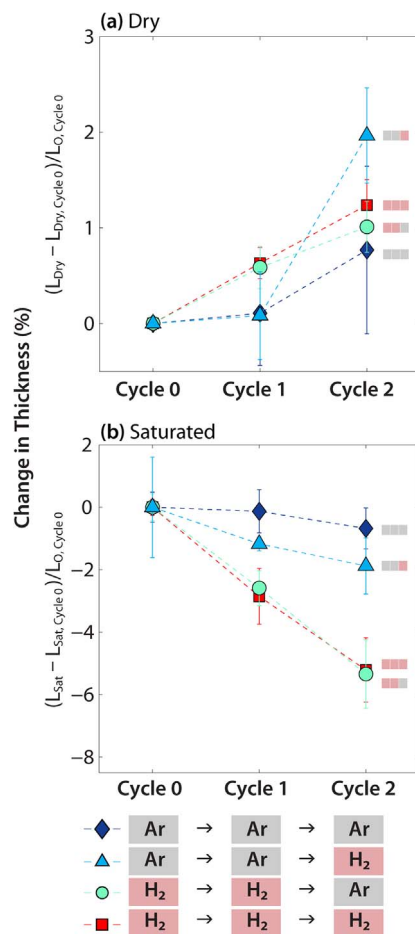 (a) Dry
3
2
1
0
(L_Dry − L_Dry, Cycle 0)/L_O, Cycle 0
Cycle 0 Cycle 1 Cycle 2
Change in Thickness (%)
(b) Saturated
2
0
−2
−4
−6
−8
(L_Sat − L_Sat, Cycle 0)/L_O, Cycle 0
Cycle 0 Cycle 1 Cycle 2
Ar → Ar → Ar
Ar → Ar → H₂
H₂ → H₂ → Ar
H₂ → H₂ → H₂